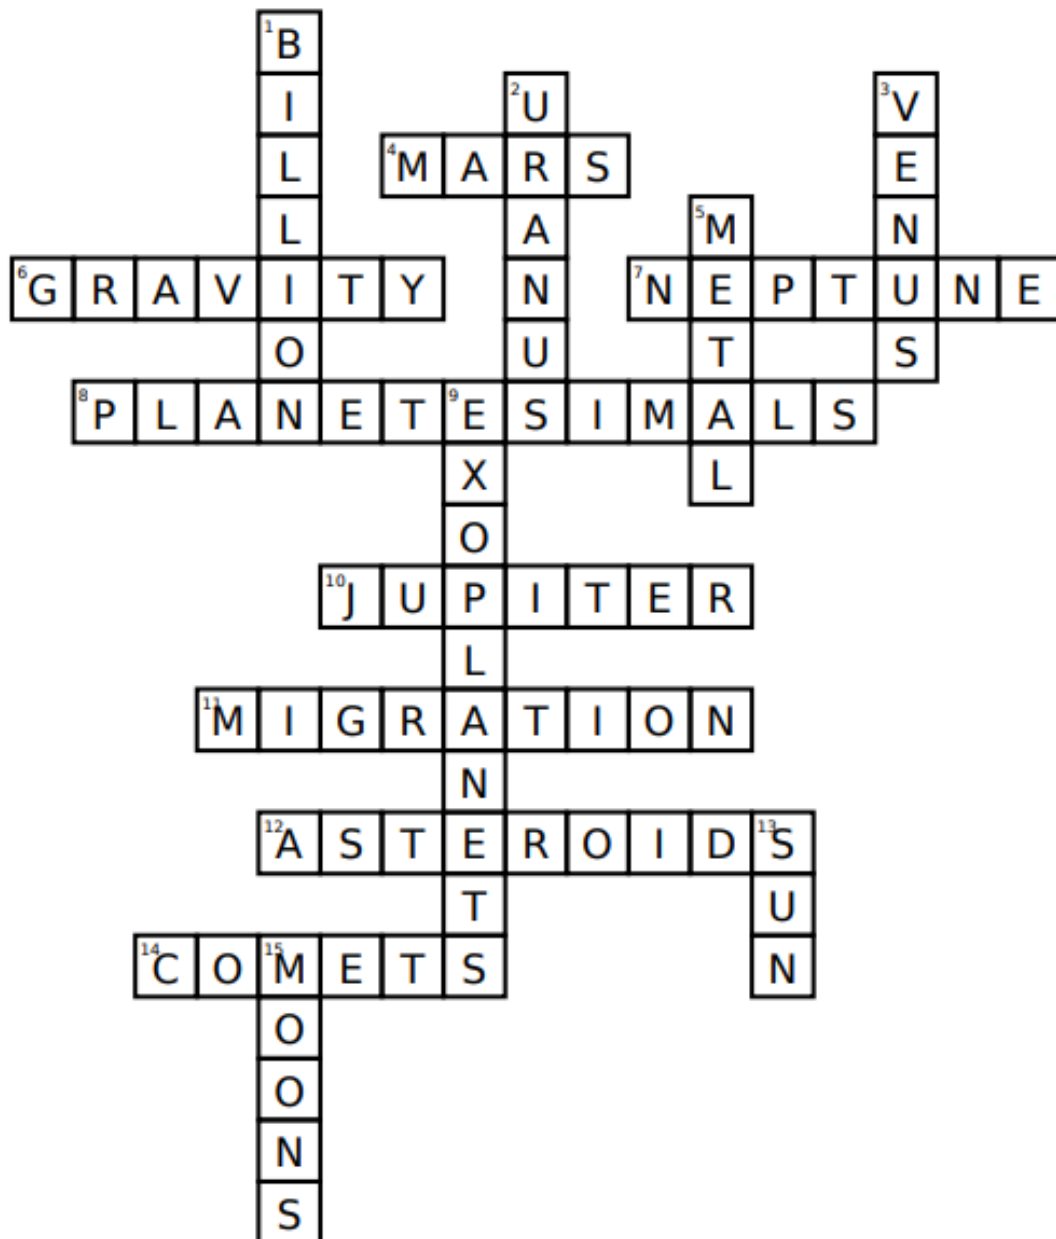 1 B
I 2 U 3 V
L 4 M A R S E
L A 5 M N
6 G R A V I T Y N 7 N E P T U N E
O U T S
8 P L A N E T 9 E S I M A L S
X L
O
10 J U P I T E R
L
11 M I G R A T I O N
N
12 A S T E R O I D 13 S
T U
14 C O 15 M E T S N
O
O
N
S